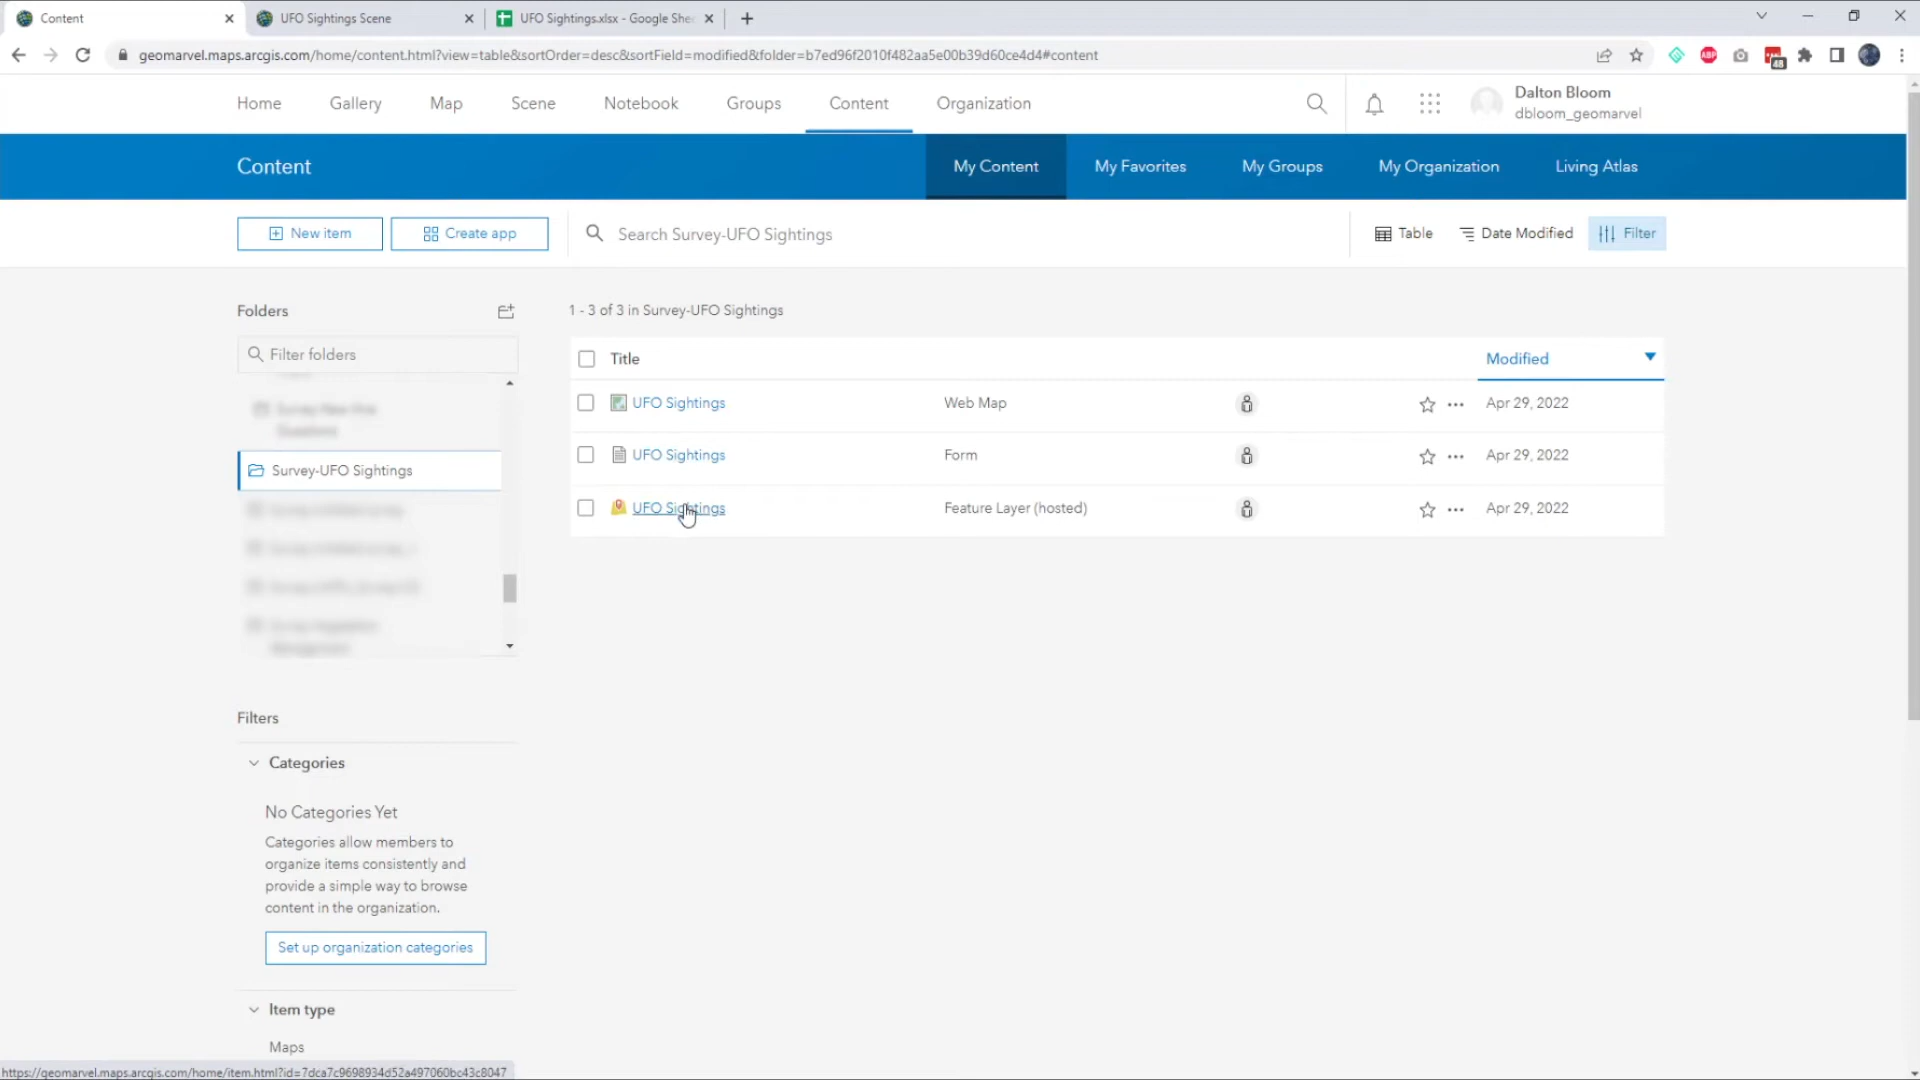 Content
UFO Sightings Scene
UFO Sightings.xlsx - Google She
geomarvel.maps.arcgis.com/home/content.html?view=table&sortOrder=desc&sortField=modified&folder=b7ed96f2010f482aa5e00b39d60ce4d4#content
ABP
48
Home Gallery Map Scene Notebook Groups Content Organization
Dalton Bloom
dbloom_geomarvel
Content
My Content My Favorites My Groups My Organization Living Atlas
New item Create app Search Survey-UFO Sightings Table Date Modified Filter
Folders
1 - 3 of 3 in Survey-UFO Sightings
Filter folders
Title Modified
UFO Sightings Web Map Apr 29, 2022
UFO Sightings Form Apr 29, 2022
UFO Sightings Feature Layer (hosted) Apr 29, 2022
Survey-UFO Sightings
Filters
Categories
No Categories Yet
Categories allow members to
organize items consistently and
provide a simple way to browse
content in the organization.
Set up organization categories
Item type
Maps
https://geomarvel.maps.arcgis.com/home/item.html?id=7dca7c9698934d52a497060bc43c8047